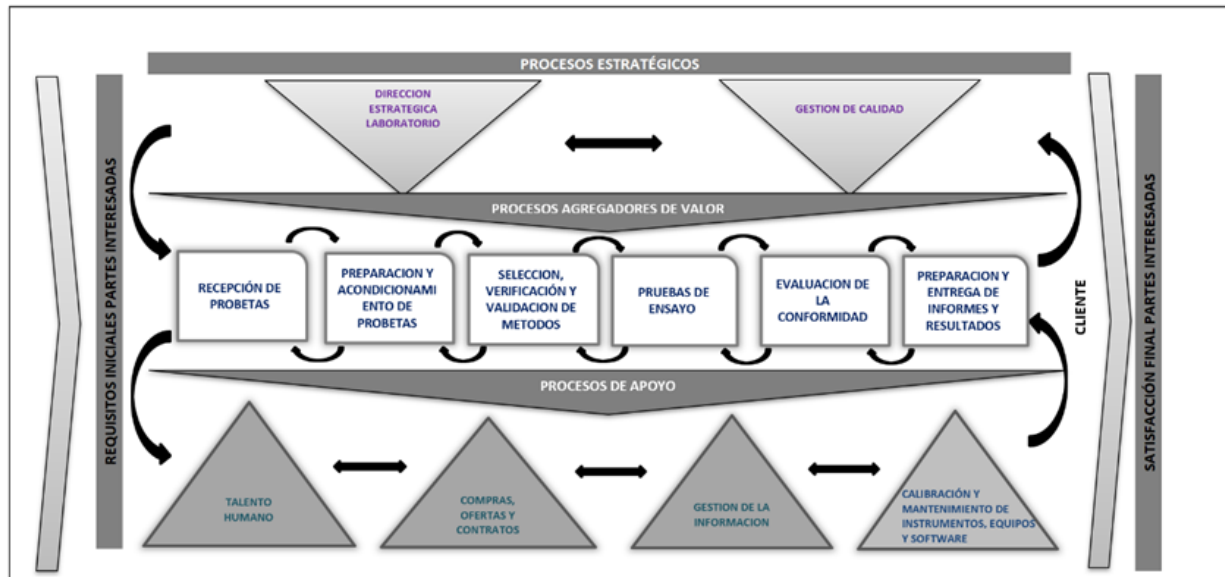 PROCESOS ESTRATÉGICOS
REQUISITOS INICIALES PARTES INTERESADAS
DIRECCION
ESTRATEGICA
LABORATORIO
GESTION DE CALIDAD
PROCESOS AGREGADORES DE VALOR
RECEPCIÓN DE
PROBETAS
PREPARACION Y
ACONDICIONAMI
ENTO DE
PROBETAS
SELECCION,
VERIFICACIÓN Y
VALIDACION DE
METODOS
PRUEBAS DE
ENSAYO
EVALUACION DE
LA
CONFORMIDAD
PREPARACION Y
ENTREGA DE
INFORMES Y
RESULTADOS
CLIENTE
SATISFACCIÓN FINAL PARTES INTERESADAS
PROCESOS DE APOYO
TALENTO
HUMANO
COMPRAS,
OFERTAS Y
CONTRATOS
GESTION DE LA
INFORMACION
CALIBRACIÓN Y
MANTENIMIENTO DE
INSTRUMENTOS, EQUIPOS
Y SOFTWARE